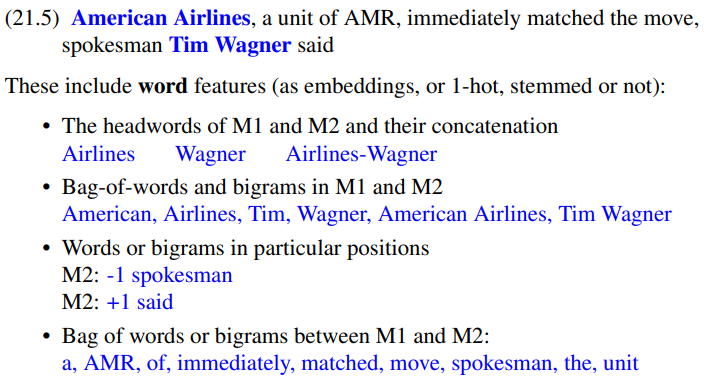 (21.5) American Airlines, a unit of AMR, immediately matched the move,
spokesman Tim Wagner said
These include word features (as embeddings, or 1-hot, stemmed or not):
• The headwords of M1 and M2 and their concatenation
Airlines Wagner Airlines-Wagner
• Bag-of-words and bigrams in M1 and M2
American, Airlines, Tim, Wagner, American Airlines, Tim Wagner
• Words or bigrams in particular positions
M2: -1 spokesman
M2: +1 said
• Bag of words or bigrams between M1 and M2:
a, AMR, of, immediately, matched, move, spokesman, the, unit